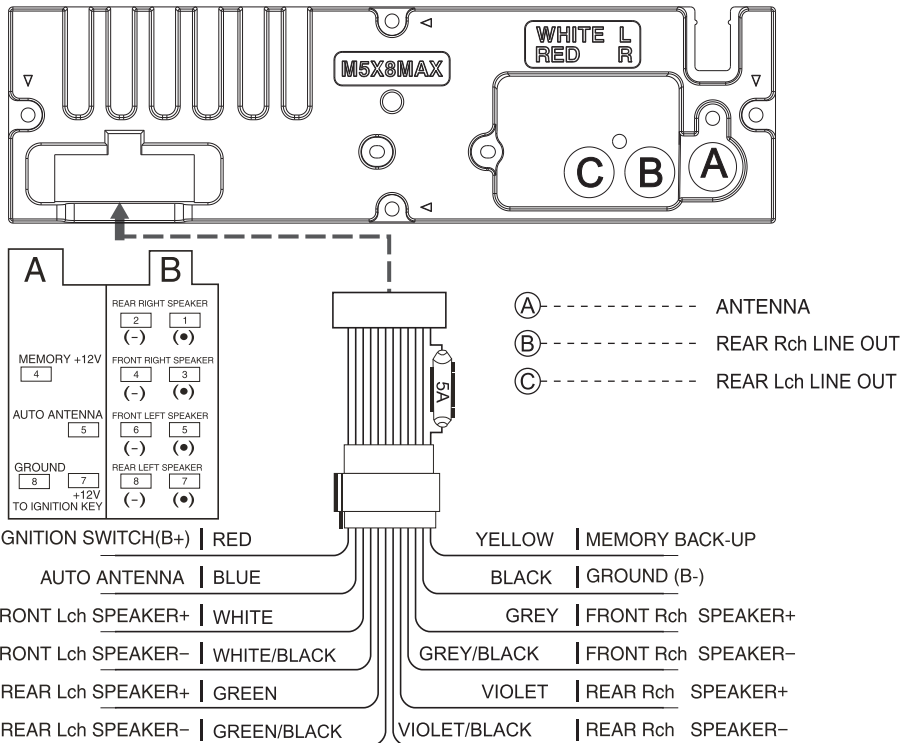 WHITE L
RED R
M5X8MAX
C B A
A B
REAR RIGHT SPEAKER
2 1
(-) (●)
MEMORY +12V
4
FRONT RIGHT SPEAKER
4 3
(-) (●)
AUTO ANTENNA
5
FRONT LEFT SPEAKER
6 5
(-) (●)
GROUND
8 7
+12V
TO IGNITION KEY
REAR LEFT SPEAKER
8 7
(-) (●)
5A
A ANTENNA
B REAR Rch LINE OUT
C REAR Lch LINE OUT
GNITION SWITCH(B+) | RED
YELLOW | MEMORY BACK-UP
AUTO ANTENNA | BLUE
BLACK | GROUND (B-)
RONT Lch SPEAKER+ | WHITE
GREY | FRONT Rch SPEAKER+
RONT Lch SPEAKER− | WHITE/BLACK
GREY/BLACK | FRONT Rch SPEAKER−
REAR Lch SPEAKER+ | GREEN
VIOLET | REAR Rch SPEAKER+
REAR Lch SPEAKER− | GREEN/BLACK
VIOLET/BLACK | REAR Rch SPEAKER−